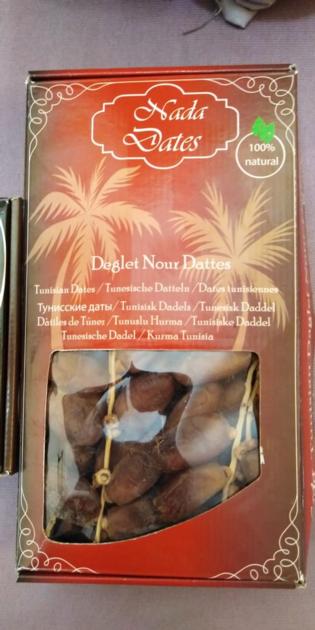 Nada
Dates
100%
natural
Deglet Nour Dattes
Tunisian Dates / Tunesische Datteln / Dates tunisiennes
Тунисские даты / Tunisisk Dadels / Tunesisk Daddel
Dátiles de Túnez / Tunuslu Hurma / Tunisiske Daddel
Tunesische Dadel / Kurma Tunisia